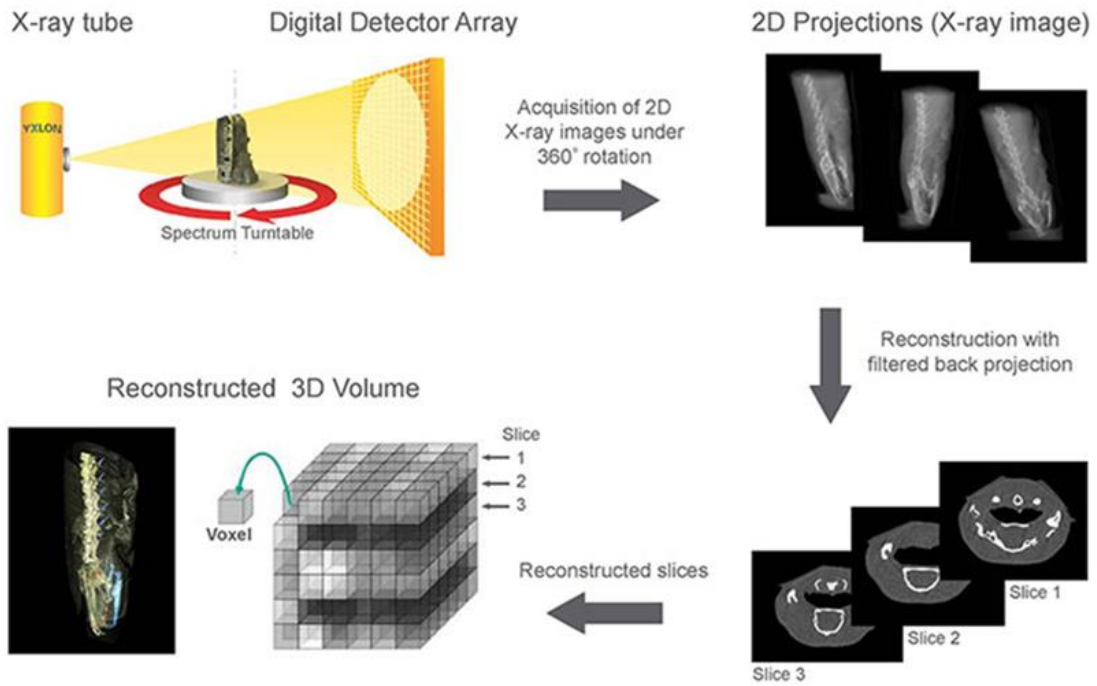 X-ray tube
Digital Detector Array
2D Projections (X-ray image)
YXLON
Acquisition of 2D
X-ray images under
360° rotation
Spectrum Turntable
Reconstruction with
filtered back projection
Reconstructed 3D Volume
Slice
1
2
3
Voxel
Reconstructed slices
Slice 1
Slice 2
Slice 3